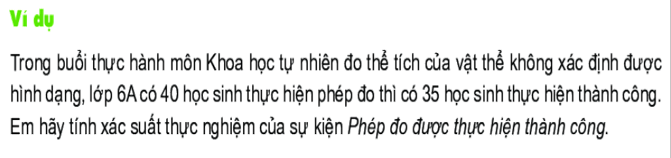 Ví dụ
Trong buổi thực hành môn Khoa học tự nhiên đo thể tích của vật thể không xác định được
hình dạng, lớp 6A có 40 học sinh thực hiện phép đo thì có 35 học sinh thực hiện thành công.
Em hãy tính xác suất thực nghiệm của sự kiện Phép đo được thực hiện thành công.